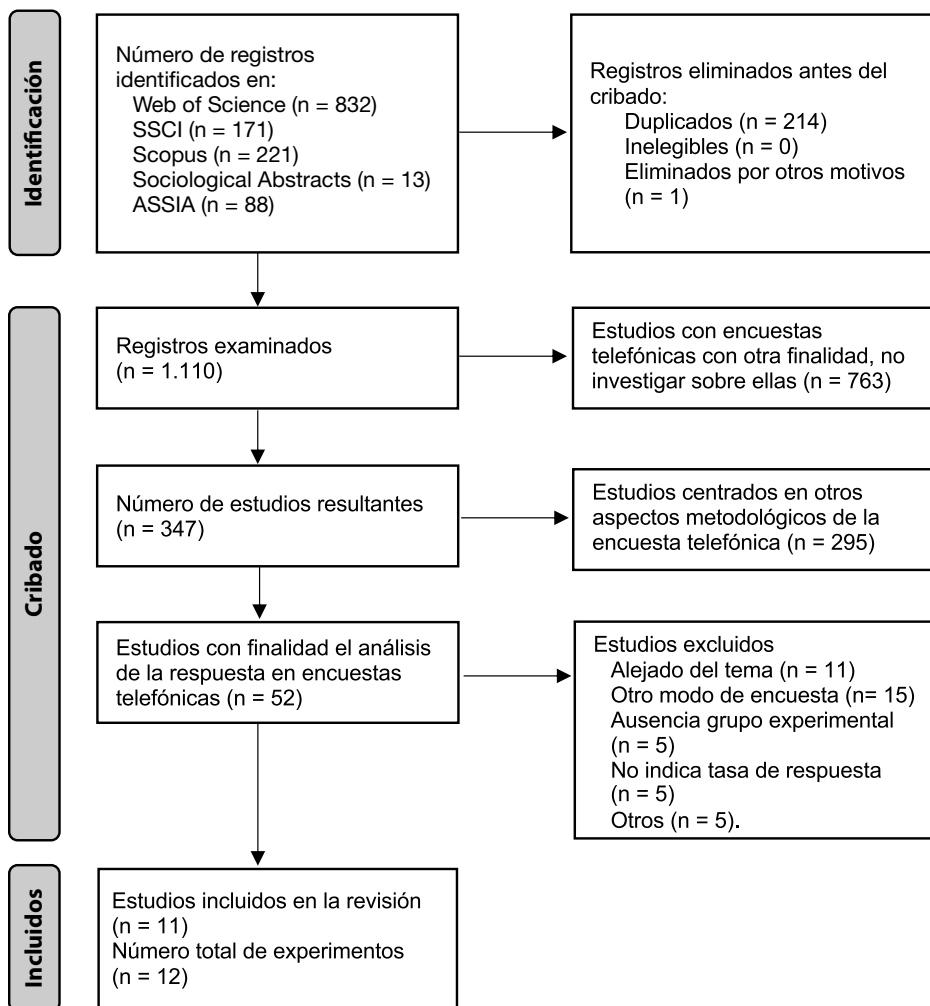 Identificación
Número de registros
identificados en:
Web of Science (n = 832)
SSCI (n = 171)
Scopus (n = 221)
Sociological Abstracts (n = 13)
ASSIA (n = 88)
Registros eliminados antes del
cribado:
Duplicados (n = 214)
Inelegibles (n = 0)
Eliminados por otros motivos
(n = 1)
Cribado
Registros examinados
(n = 1.110)
Estudios con encuestas
telefónicas con otra finalidad, no
investigar sobre ellas (n = 763)
Número de estudios resultantes
(n = 347)
Estudios centrados en otros
aspectos metodológicos de la
encuesta telefónica (n = 295)
Estudios con finalidad el análisis
de la respuesta en encuestas
telefónicas (n = 52)
Estudios excluidos
Alejado del tema (n = 11)
Otro modo de encuesta (n= 15)
Ausencia grupo experimental
(n = 5)
No indica tasa de respuesta
(n = 5)
Otros (n = 5).
Incluidos
Estudios incluidos en la revisión
(n = 11)
Número total de experimentos
(n = 12)